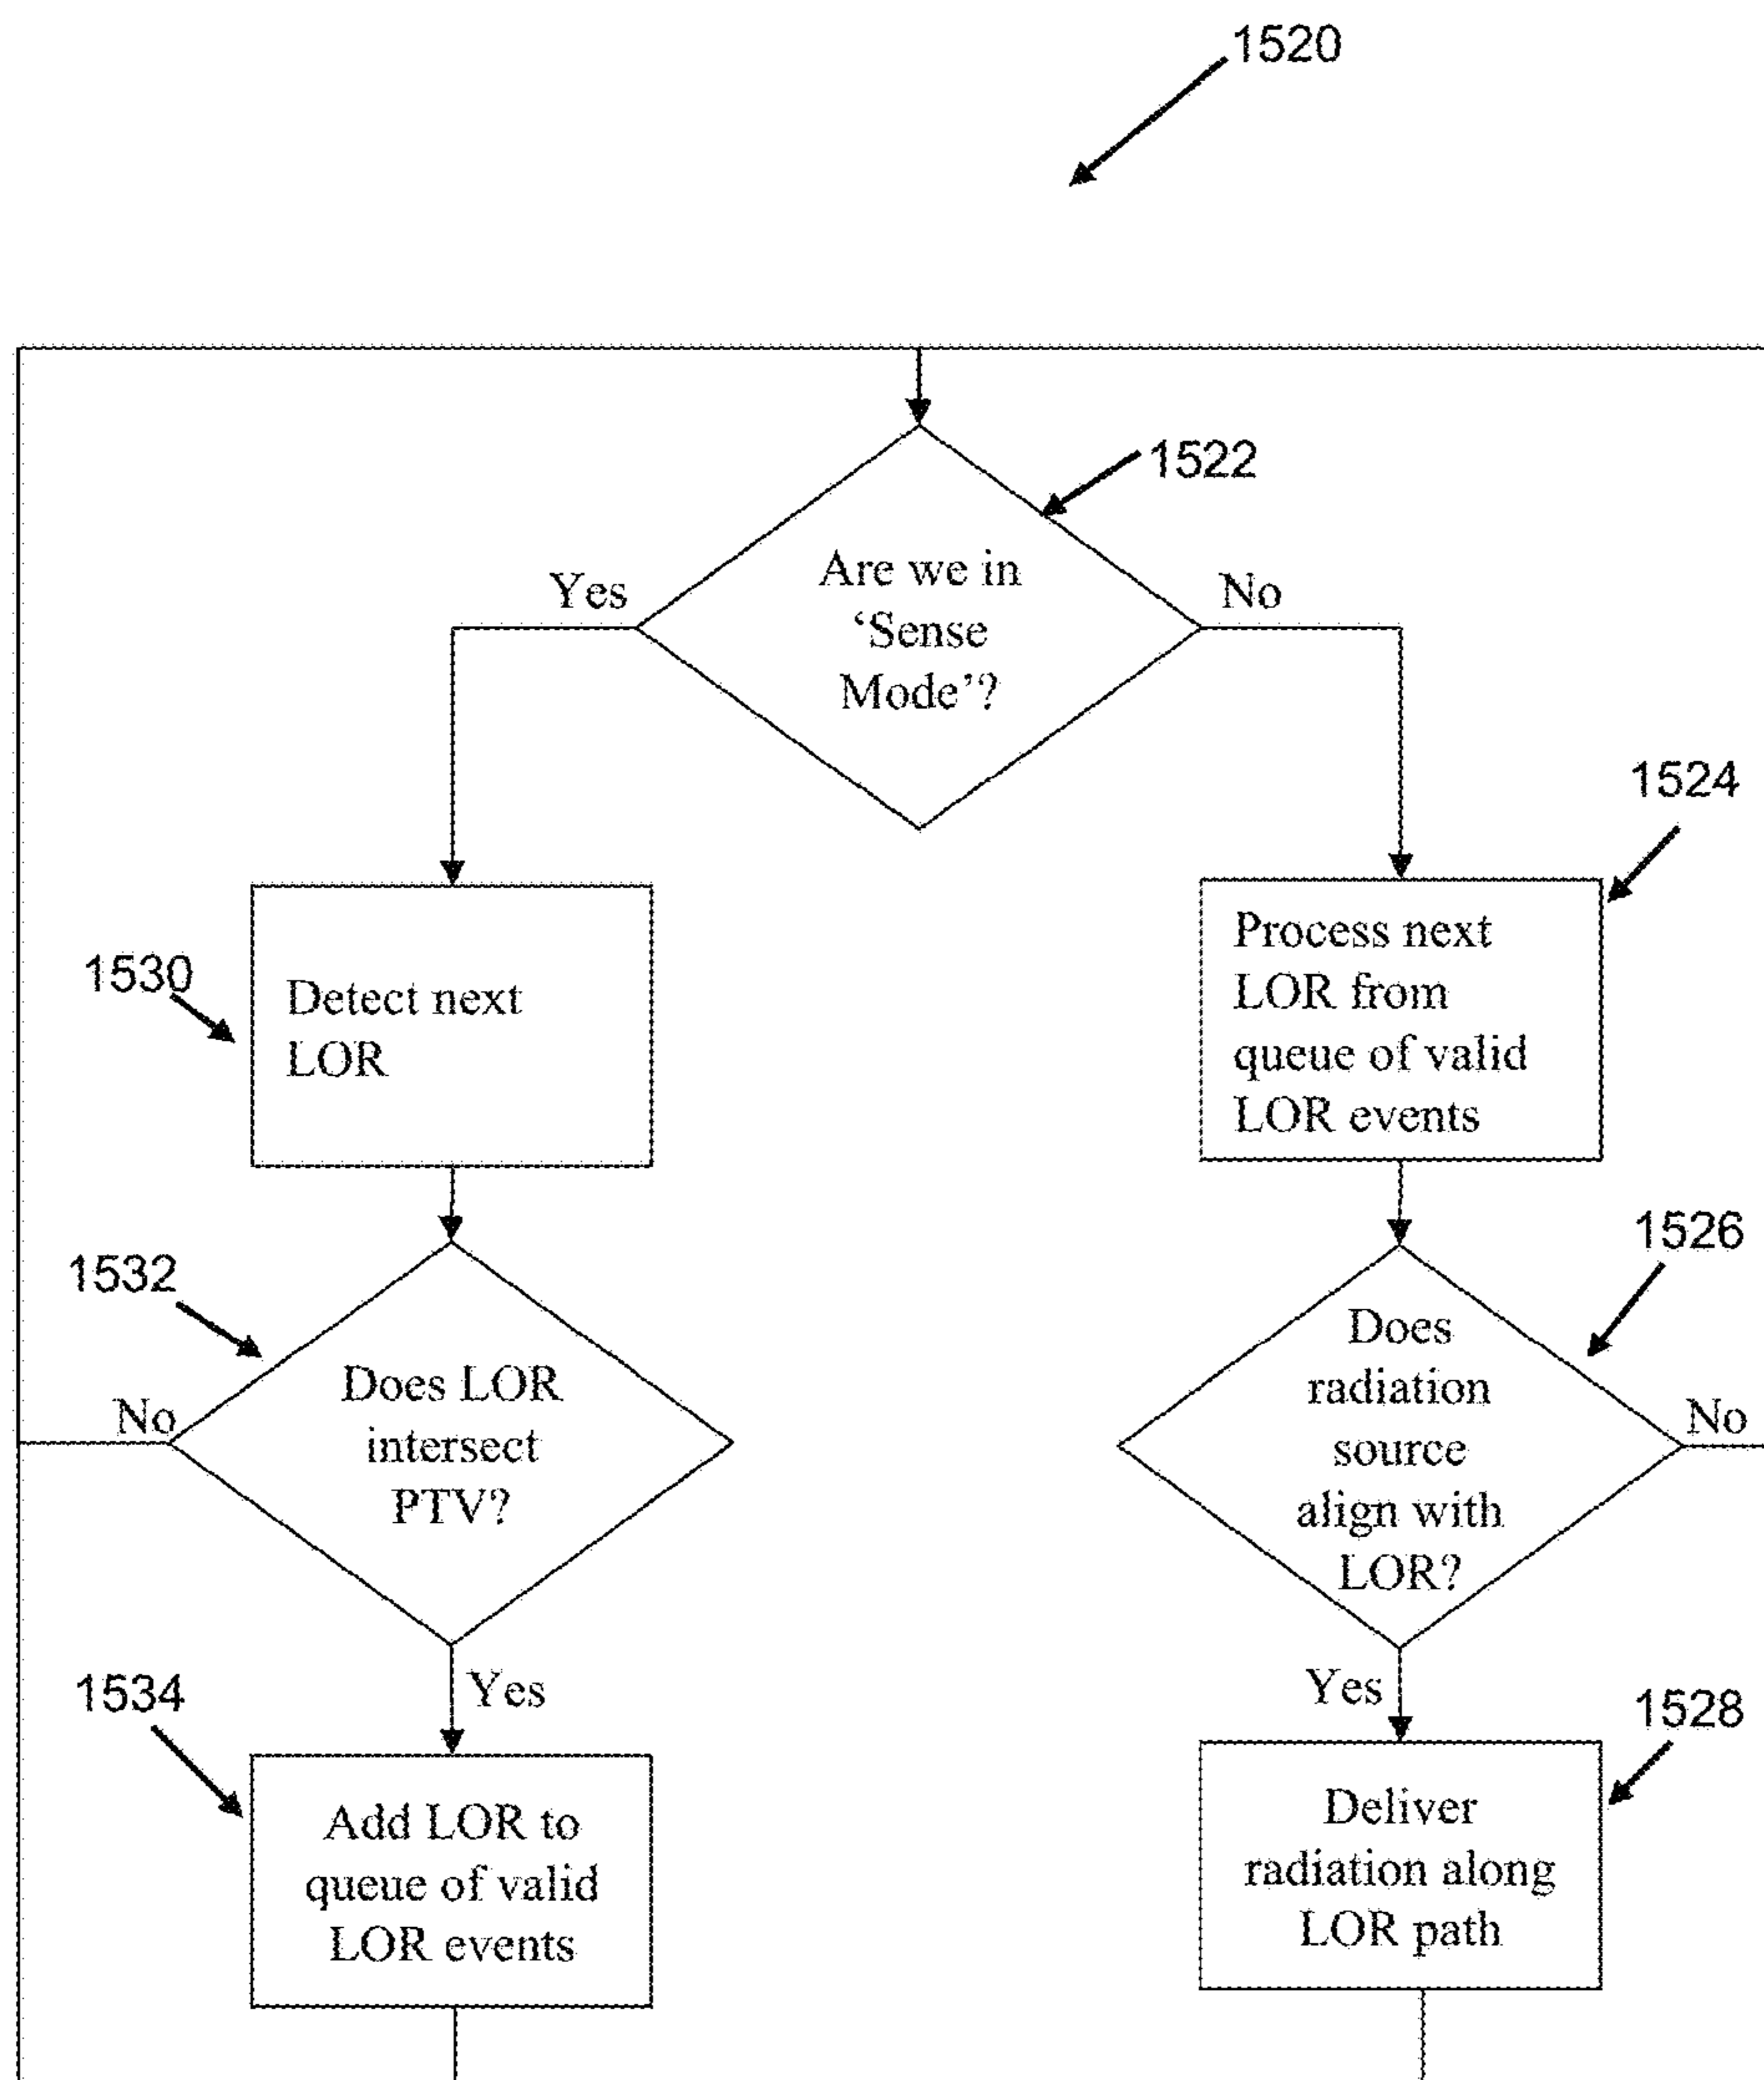 1520
1522
Are we in
‘Sense
Mode’?
Yes
No
1524
1530
Detect next
LOR
Process next
LOR from
queue of valid
LOR events
1532
Does LOR
intersect
PTV?
No
Yes
1526
Does
radiation
source
align with
LOR?
No
Yes
1534
Add LOR to
queue of valid
LOR events
1528
Deliver
radiation along
LOR path